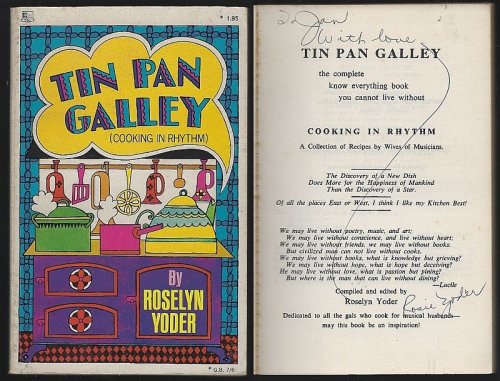 $1.95
TIN PAN
GALLEY
(COOKING IN RHYTHM)
By
ROSELYN
YODER
G.B. 7/6
To Jan
With love
TIN PAN GALLEY
the complete
know everything book
you cannot live without
COOKING IN RHYTHM
A Collection of Recipes by Wives of Musicians.
The Discovery of a New Dish
Does More for the Happiness of Mankind
Than the Discovery of a Star.
Of all the places East or West, I think I like my Kitchen Best!
We may live without poetry, music, and art:
We may live without conscience, and live without heart:
We may live without friends, we may live without books.
But civilized man can not live without cooks.
We may live without books, what is knowledge but grieving?
We may live without hope, what is hope but deceiving?
He may live without love, what is passion but pining?
But where is the man that can live without dining?
—Lucile
Compiled and edited by
Roselyn Yoder
Rosie Yoder
Dedicated to all the gals who cook for musical husbands
may this book be an inspiration!